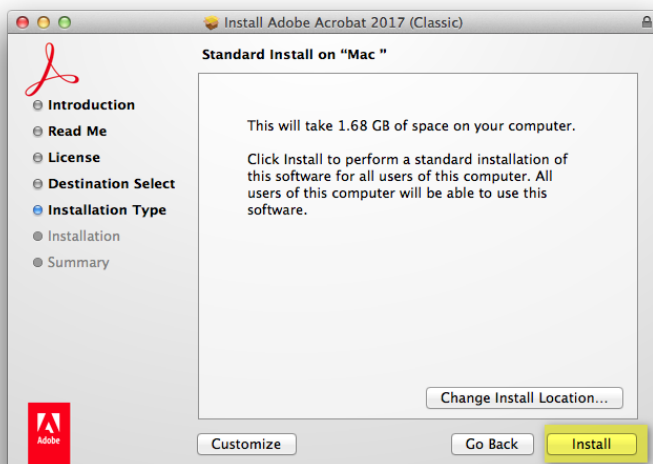 Install Adobe Acrobat 2017 (Classic)
Standard Install on “Mac ”
Introduction
Read Me
License
Destination Select
Installation Type
Installation
Summary
This will take 1.68 GB of space on your computer.
Click Install to perform a standard installation of
this software for all users of this computer. All
users of this computer will be able to use this
software.
Change Install Location...
Adobe
Customize
Go Back
Install